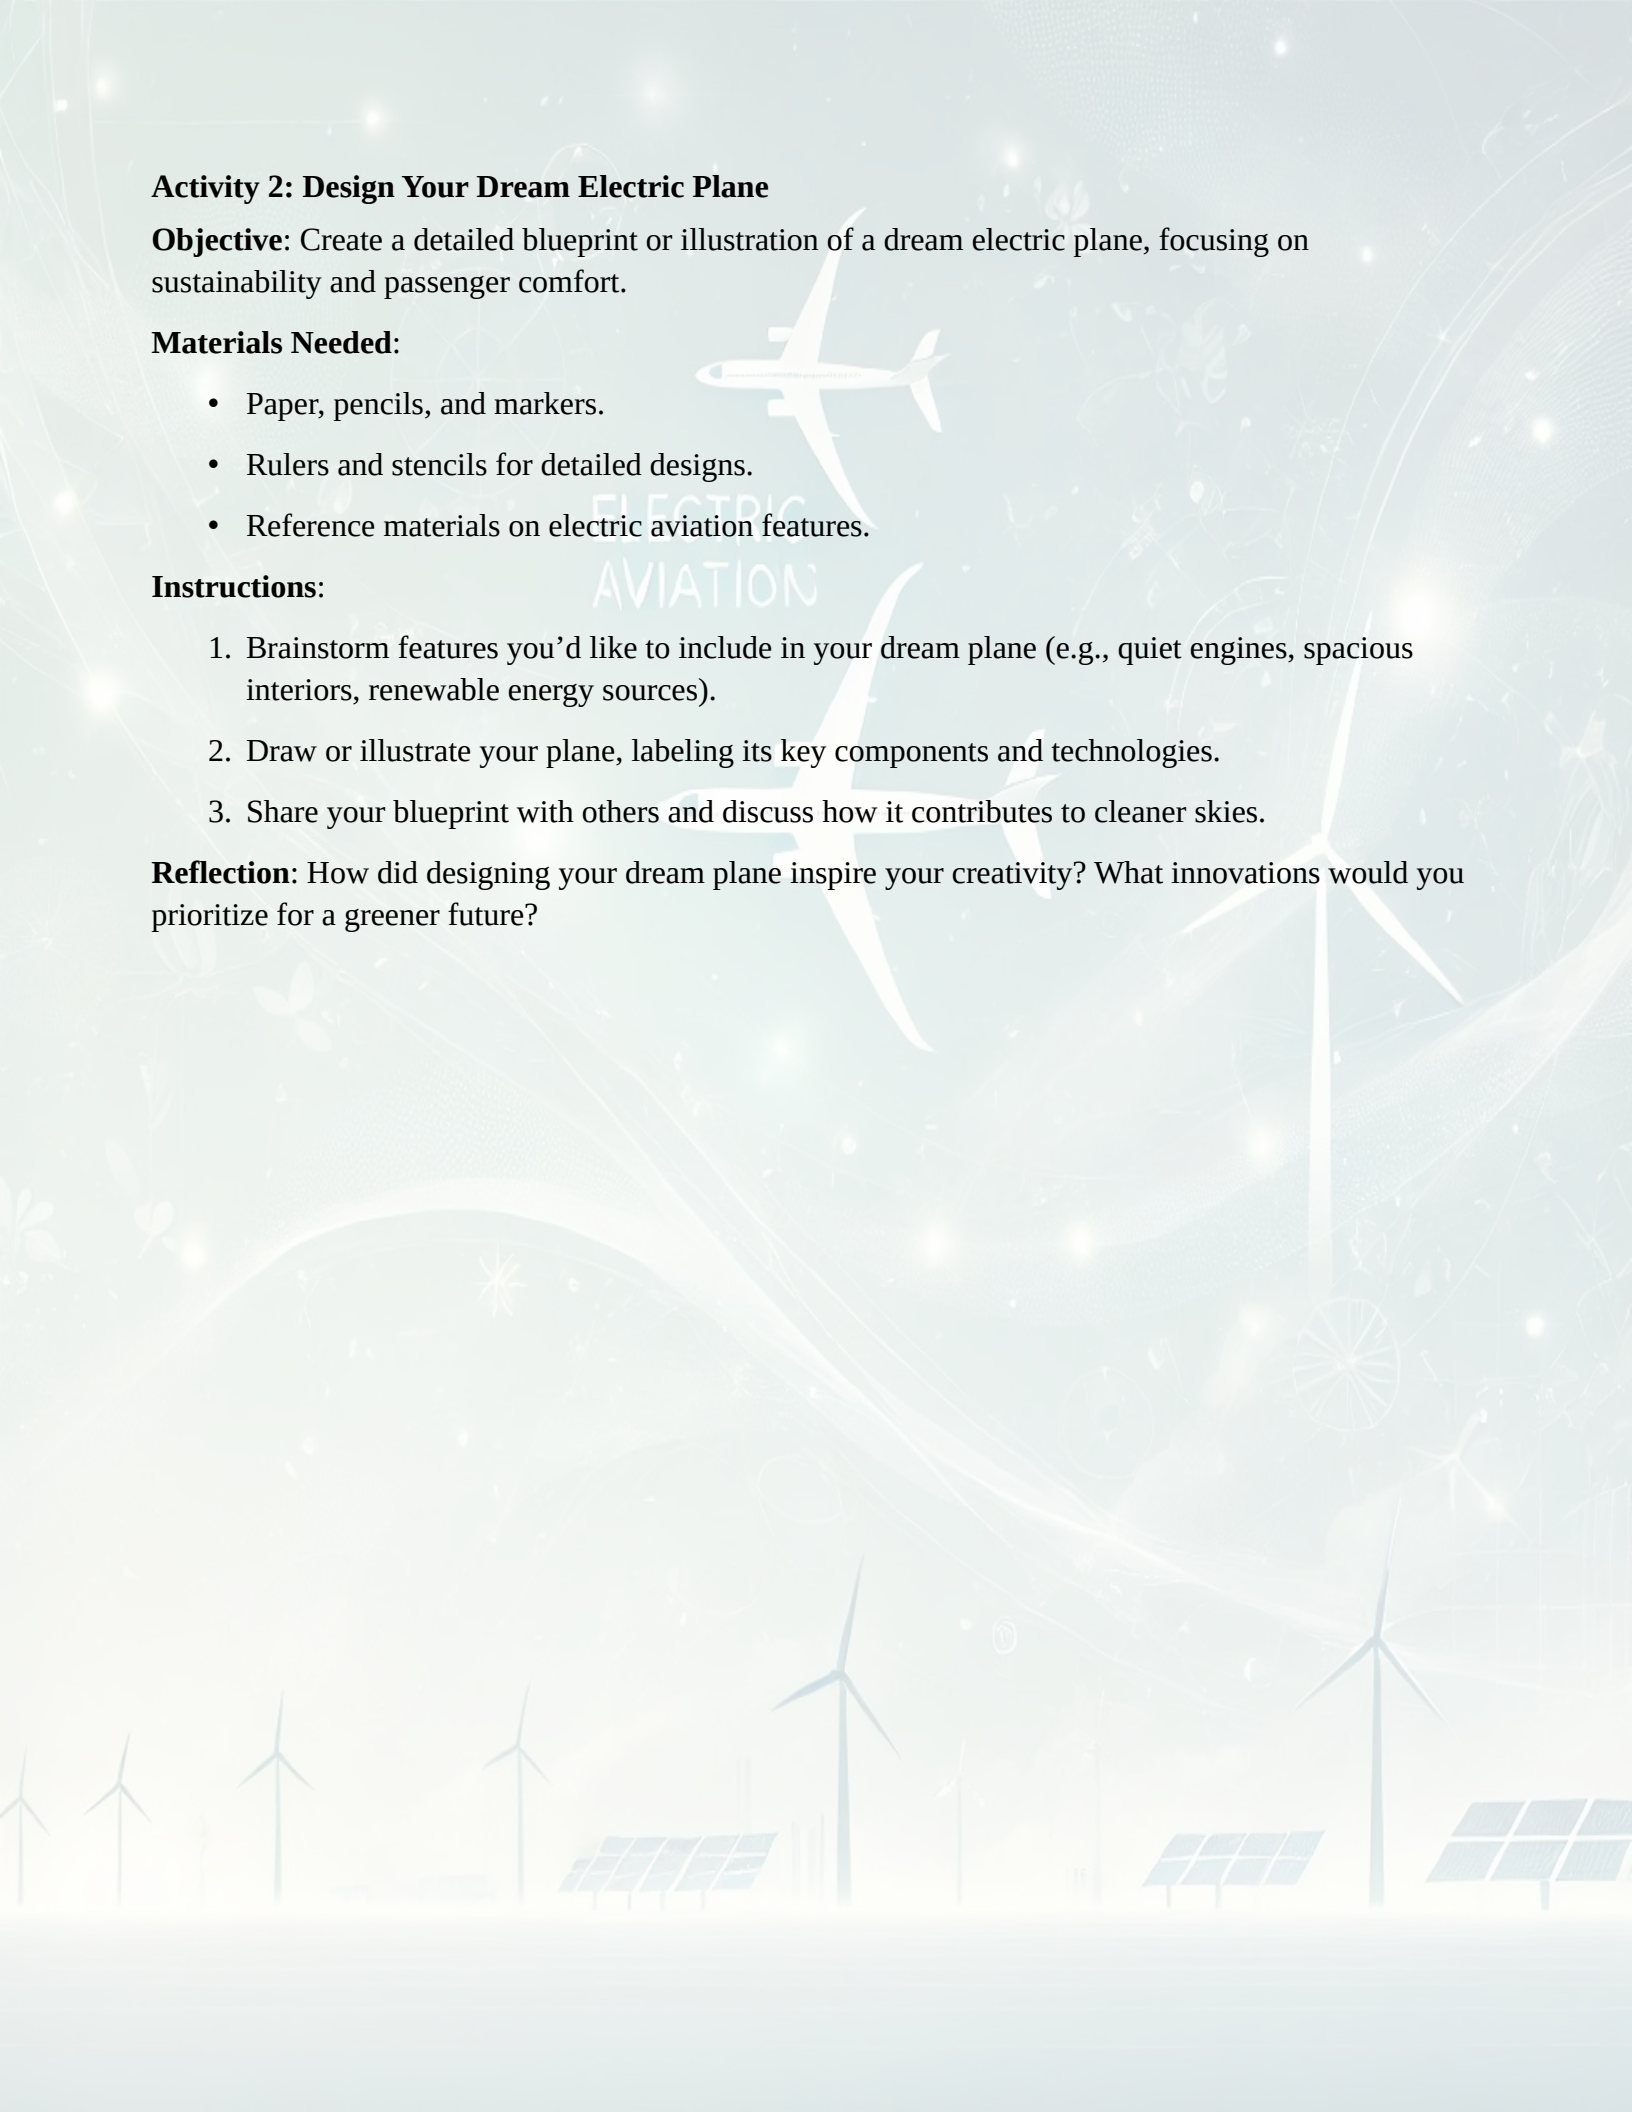 Activity 2: Design Your Dream Electric Plane
Objective: Create a detailed blueprint or illustration of a dream electric plane, focusing on
sustainability and passenger comfort.
Materials Needed:
• Paper, pencils, and markers.
• Rulers and stencils for detailed designs.
ELECTRIC
• Reference materials on electric aviation features.
AVIATION
Instructions:
1. Brainstorm features you’d like to include in your dream plane (e.g., quiet engines, spacious
interiors, renewable energy sources).
2. Draw or illustrate your plane, labeling its key components and technologies.
3. Share your blueprint with others and discuss how it contributes to cleaner skies.
Reflection: How did designing your dream plane inspire your creativity? What innovations would you
prioritize for a greener future?